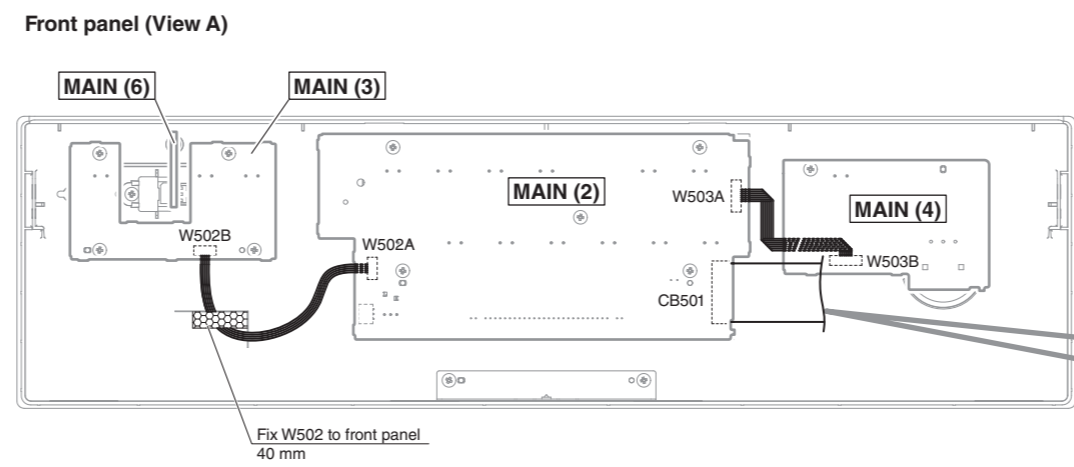 Front panel (View A)
MAIN (6)
MAIN (3)
MAIN (2)
W503A
MAIN (4)
W502B
W502A
W503B
CB501
Fix W502 to front panel
40 mm